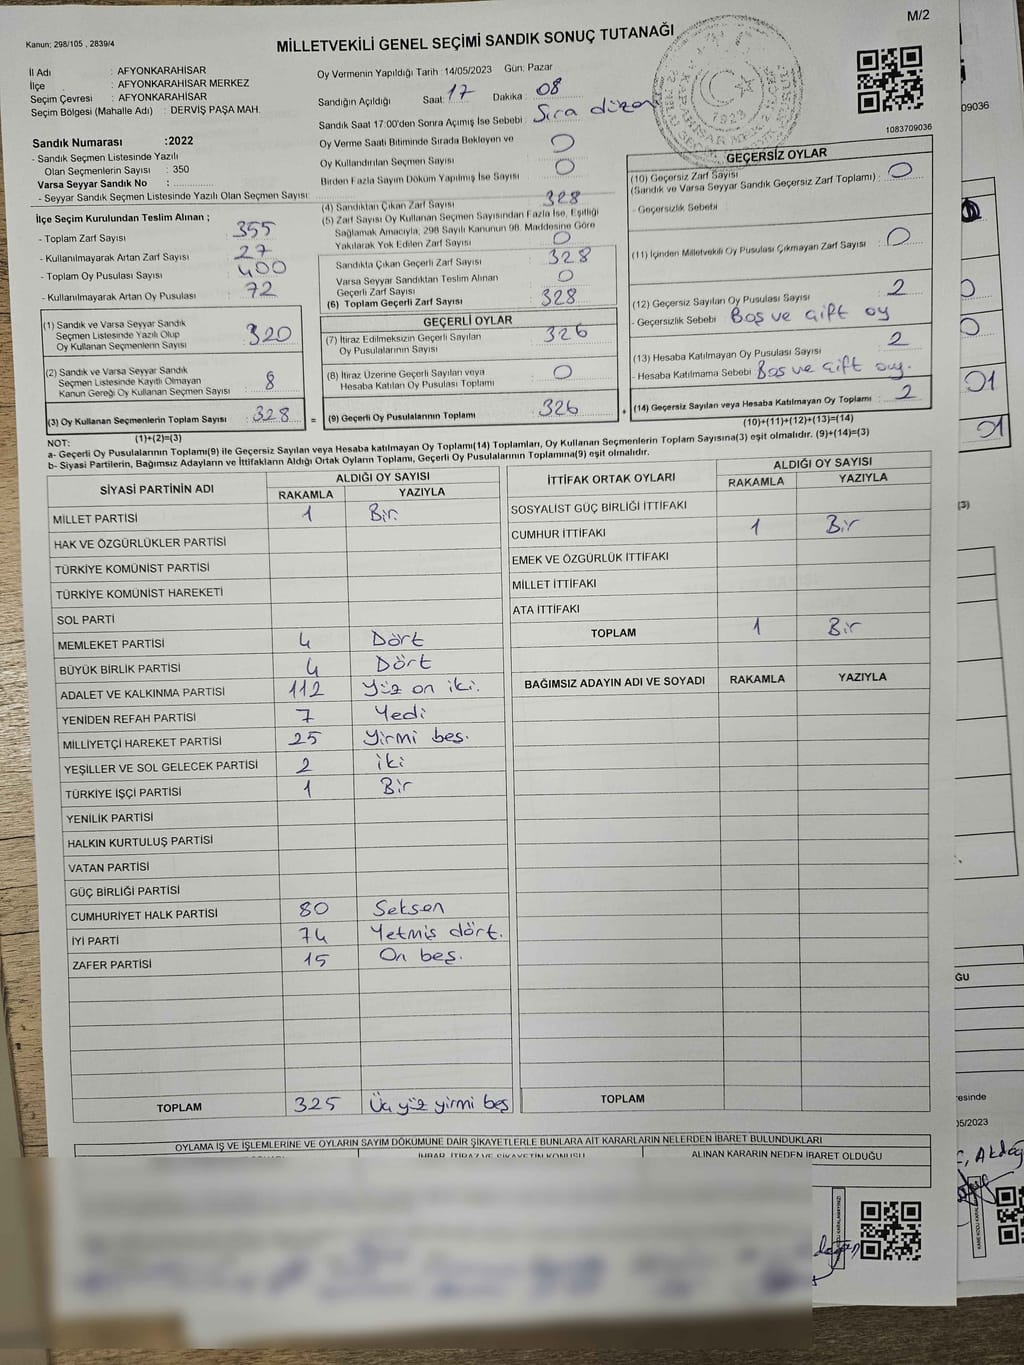 M/2
Kanun: 298/105 , 2839/4
MİLLETVEKİLİ GENEL SEÇİMİ SANDIK SONUÇ TUTANAĞI
İl Adı : AFYONKARAHİSAR
İlçe : AFYONKARAHİSAR MERKEZ
Seçim Çevresi : AFYONKARAHİSAR
Seçim Bölgesi (Mahalle Adı) : DERVİŞ PAŞA MAH.
Sandık Numarası :2022
- Sandık Seçmen Listesinde Yazılı
Olan Seçmenlerin Sayısı : 350
Varsa Seyyar Sandık No :
- Seyyar Sandık Seçmen Listesinde Yazılı Olan Seçmen Sayısı:
Oy Vermenin Yapıldığı Tarih :14/05/2023 Gün: Pazar
Sandığın Açıldığı Saat: 17 Dakika : 08
Sandık Saat 17:00'den Sonra Açımış İse Sebebi : Sıra düzen
Oy Verme Saati Bitiminde Sırada Bekleyen ve 0
Oy Kullandırılan Seçmen Sayısı 0
Birden Fazla Sayım Döküm Yapılmış İse Sayısı
1083709036
İlçe Seçim Kurulundan Teslim Alınan ;
- Toplam Zarf Sayısı 355
- Kullanılmayarak Artan Zarf Sayısı 27
- Toplam Oy Pusulası Sayısı 400
- Kullanılmayarak Artan Oy Pusulası 72
(1) Sandık ve Varsa Seyyar Sandık
Seçmen Listesinde Yazılı Olup
Oy Kullanan Seçmenlerin Sayısı 320
(2) Sandık ve Varsa Seyyar Sandık
Seçmen Listesinde Kayıtlı Olmayan
Kanun Gereği Oy Kullanan Seçmen Sayısı 8
(3) Oy Kullanan Seçmenlerin Toplam Sayısı : 328
(1)+(2)=(3)
(4) Sandıktan Çıkan Zarf Sayısı 328
(5) Zarf Sayısı Oy Kullanan Seçmen Sayısından Fazla İse, Eşitliği
Sağlamak Amacıyla, 298 Sayılı Kanunun 98. Maddesine Göre
Yakılarak Yok Edilen Zarf Sayısı 0
Sandıkta Çıkan Geçerli Zarf Sayısı 328
Varsa Seyyar Sandıktan Teslim Alınan
Geçerli Zarf Sayısı 0
(6) Toplam Geçerli Zarf Sayısı 328
GEÇERLİ OYLAR
(7) İtiraz Edilmeksizin Geçerli Sayılan
Oy Pusulalarının Sayısı 326
(8) İtiraz Üzerine Geçerli Sayılan veya
Hesaba Katılan Oy Pusulası Toplamı 0
= (9) Geçerli Oy Pusulalarının Toplamı 326 +
GEÇERSİZ OYLAR
(10) Geçersiz Zarf Sayısı
(Sandık ve Varsa Seyyar Sandık Geçersiz Zarf Toplamı) : 0
- Geçersizlik Sebebi
(11) İçinden Milletvekili Oy Pusulası Çıkmayan Zarf Sayısı : 0
(12) Geçersiz Sayılan Oy Pusulası Sayısı 2
- Geçersizlik Sebebi Boş ve Çift oy
(13) Hesaba Katılmayan Oy Pusulası Sayısı 2
- Hesaba Katılmama Sebebi Boş ve Çift oy.
(14) Geçersiz Sayılan veya Hesaba Katılmayan Oy Toplamı : 2
(10)+(11)+(12)+(13)=(14)
NOT:
a- Geçerli Oy Pusulalarının Toplamı(9) ile Geçersiz Sayılan veya Hesaba katılmayan Oy Toplamı(14) Toplamları, Oy Kullanan Seçmenlerin Toplam Sayısına(3) eşit olmalıdır. (9)+(14)=(3)
b- Siyasi Partilerin, Bağımsız Adayların ve İttifakların Aldığı Ortak Oyların Toplamı, Geçerli Oy Pusulalarının Toplamına(9) eşit olmalıdır.
SİYASİ PARTİNİN ADI ALDIĞI OY SAYISI
RAKAMLA YAZIYLA
MİLLET PARTİSİ 1 Bir.
HAK VE ÖZGÜRLÜKLER PARTİSİ
TÜRKİYE KOMÜNİST PARTİSİ
TÜRKİYE KOMÜNİST HAREKETİ
SOL PARTİ
MEMLEKET PARTİSİ 4 Dört
BÜYÜK BİRLİK PARTİSİ 4 Dört
ADALET VE KALKINMA PARTİSİ 112 Yüz on iki.
YENİDEN REFAH PARTİSİ 7 Yedi
MİLLİYETÇİ HAREKET PARTİSİ 25 Yirmi beş.
YEŞİLLER VE SOL GELECEK PARTİSİ 2 iki
TÜRKİYE İŞÇİ PARTİSİ 1 Bir
YENİLİK PARTİSİ
HALKIN KURTULUŞ PARTİSİ
VATAN PARTİSİ
GÜÇ BİRLİĞİ PARTİSİ
CUMHURİYET HALK PARTİSİ 80 Seksen
İYİ PARTİ 74 Yetmiş dört.
ZAFER PARTİSİ 15 On beş.
TOPLAM 325 Üç yüz yirmi beş
İTTİFAK ORTAK OYLARI ALDIĞI OY SAYISI
RAKAMLA YAZIYLA
SOSYALİST GÜÇ BİRLİĞİ İTTİFAKI
CUMHUR İTTİFAKI 1 Bir
EMEK VE ÖZGÜRLÜK İTTİFAKI
MİLLET İTTİFAKI
ATA İTTİFAKI
TOPLAM 1 Bir
BAĞIMSIZ ADAYIN ADI VE SOYADI RAKAMLA YAZIYLA
TOPLAM
OYLAMA İŞ VE İŞLEMLERİNE VE OYLARIN SAYIM DÖKÜMÜNE DAİR ŞİKAYETLERLE BUNLARA AİT KARARLARIN NELERDEN İBARET BULUNDUKLARI
İHBAR, İTİRAZ VE ŞİKAYETİN KONUSU ALINAN KARARIN NEDEN İBARET OLDUĞU
09036
0
0
01
01
(3)
GU
esinde
05/2023